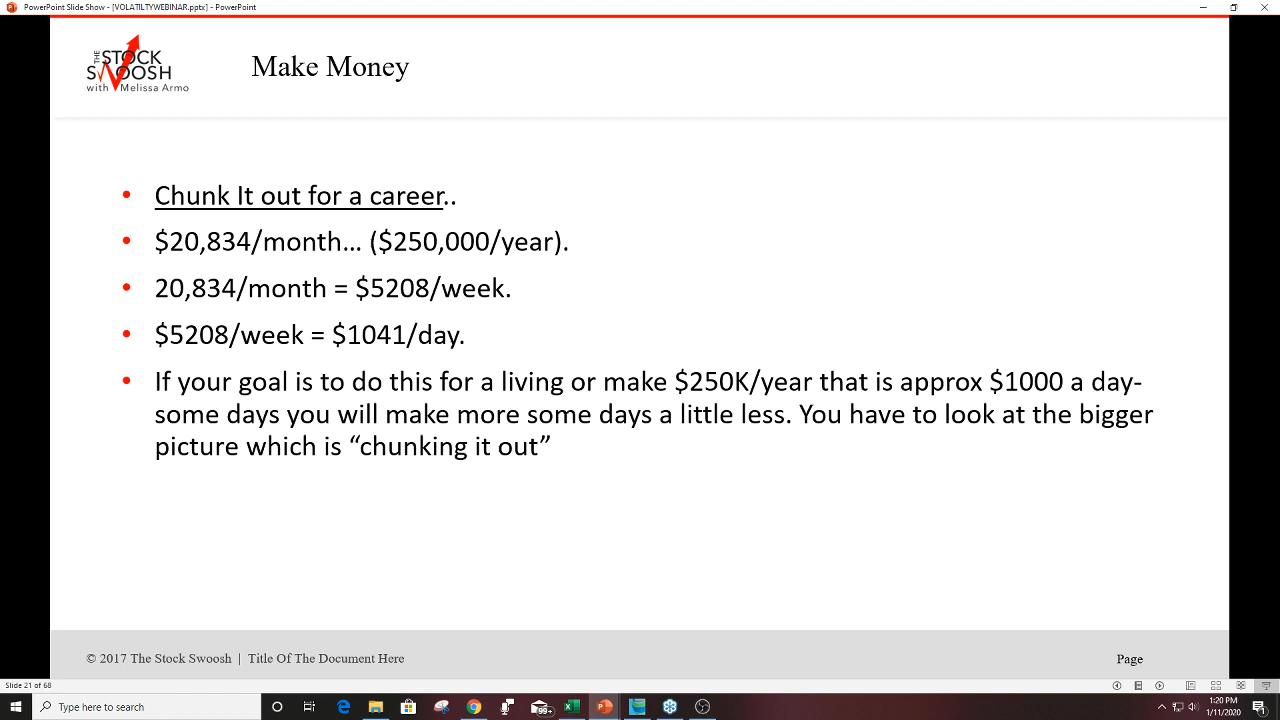 PowerPoint Slide Show - [VOLATILTYWEBINAR.pptx] - PowerPoint
THE STOCK
SWOOSH
with Melissa Armo
Make Money
• Chunk It out for a career..
• $20,834/month... ($250,000/year).
• 20,834/month = $5208/week.
• $5208/week = $1041/day.
• If your goal is to do this for a living or make $250K/year that is approx $1000 a day-
some days you will make more some days a little less. You have to look at the bigger
picture which is “chunking it out”
© 2017 The Stock Swoosh | Title Of The Document Here
Page
Slide 21 of 68
Type here to search
99+
1:20 PM
1/11/2020
1